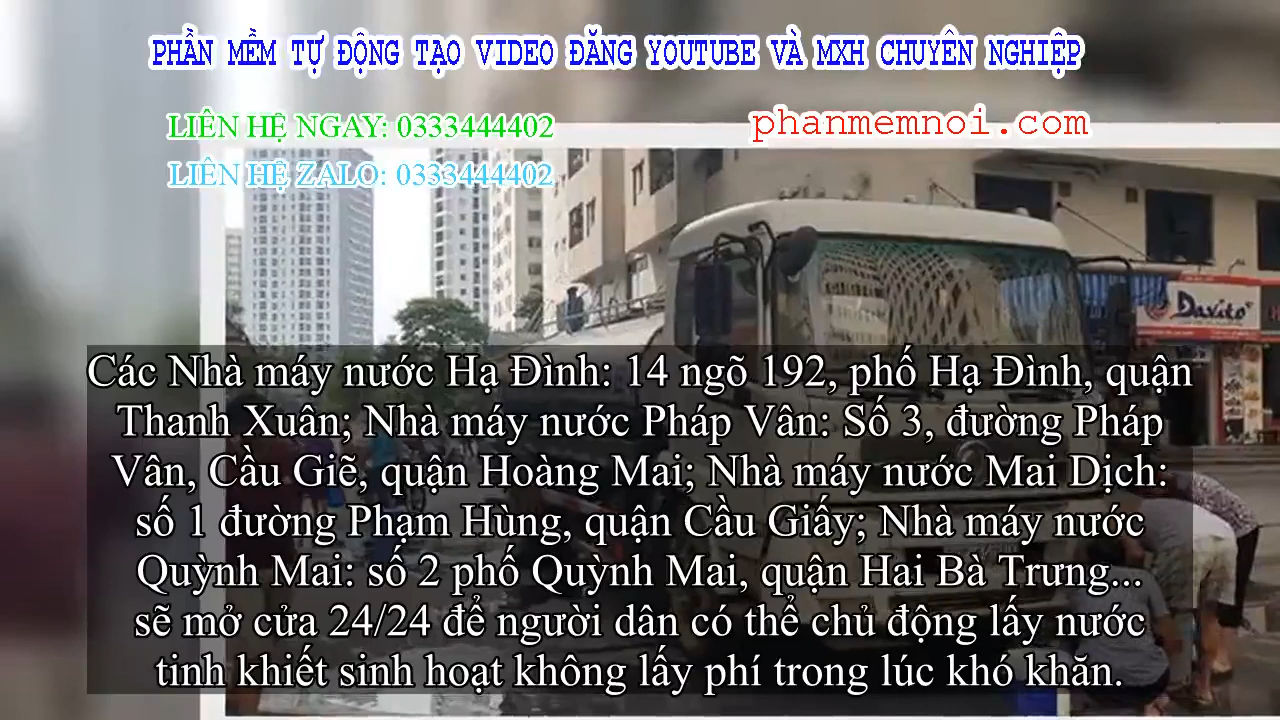 PHẦN MỀM TỰ ĐỘNG TẠO VIDEO ĐĂNG YOUTUBE VÀ MXH CHUYÊN NGHIỆP
LIÊN HỆ NGAY: 0333444402
phanmemnoi.com
LIÊN HỆ ZALO: 0333444402
Davito
Các Nhà máy nước Hạ Đình: 14 ngõ 192, phố Hạ Đình, quận
Thanh Xuân; Nhà máy nước Pháp Vân: Số 3, đường Pháp
Vân, Cầu Giẽ, quận Hoàng Mai; Nhà máy nước Mai Dịch:
số 1 đường Phạm Hùng, quận Cầu Giấy; Nhà máy nước
Quỳnh Mai: số 2 phố Quỳnh Mai, quận Hai Bà Trưng...
sẽ mở cửa 24/24 để người dân có thể chủ động lấy nước
tinh khiết sinh hoạt không lấy phí trong lúc khó khăn.